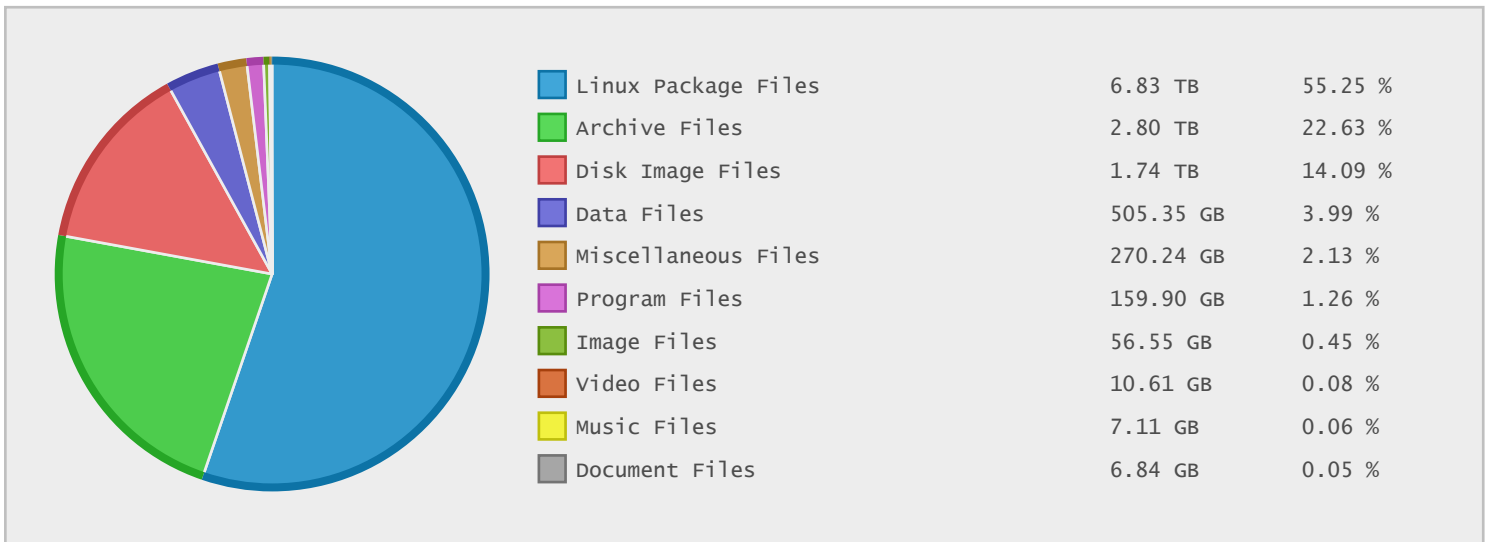 Linux Package Files 6.83 TB 55.25 %
Archive Files 2.80 TB 22.63 %
Disk Image Files 1.74 TB 14.09 %
Data Files 505.35 GB 3.99 %
Miscellaneous Files 270.24 GB 2.13 %
Program Files 159.90 GB 1.26 %
Image Files 56.55 GB 0.45 %
Video Files 10.61 GB 0.08 %
Music Files 7.11 GB 0.06 %
Document Files 6.84 GB 0.05 %